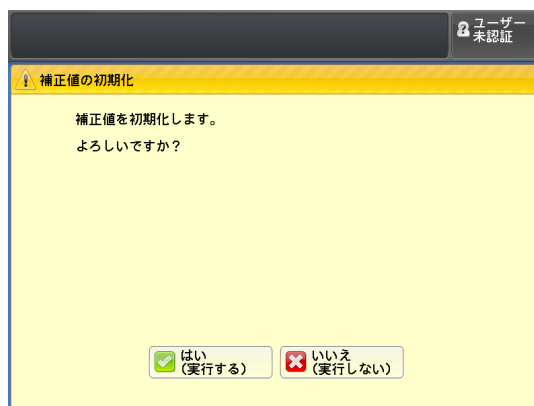 ユーザー
未認証
補正値の初期化
補正値を初期化します。
よろしいですか？
はい
(実行する)
いいえ
(実行しない)